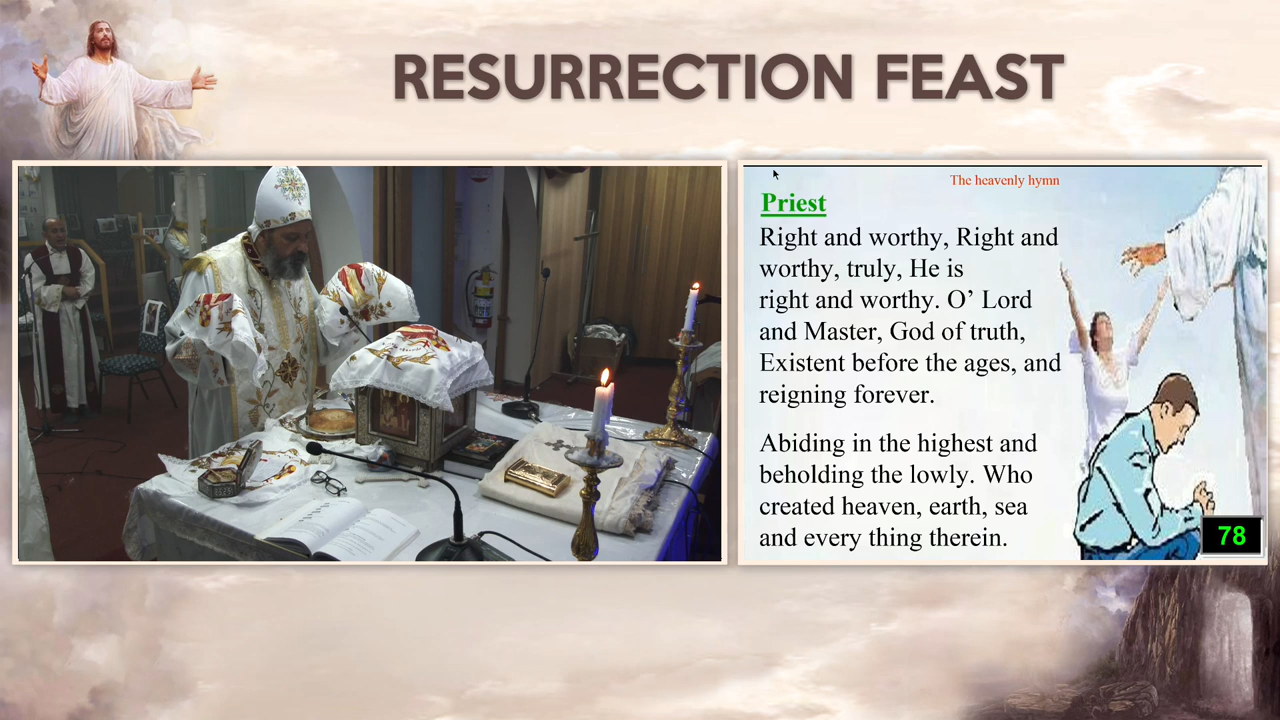 RESURRECTION FEAST
The heavenly hymn
Priest
Right and worthy, Right and
worthy, truly, He is
right and worthy. O’ Lord
and Master, God of truth,
Existent before the ages, and
reigning forever.
Abiding in the highest and
beholding the lowly. Who
created heaven, earth, sea
and every thing therein.
78